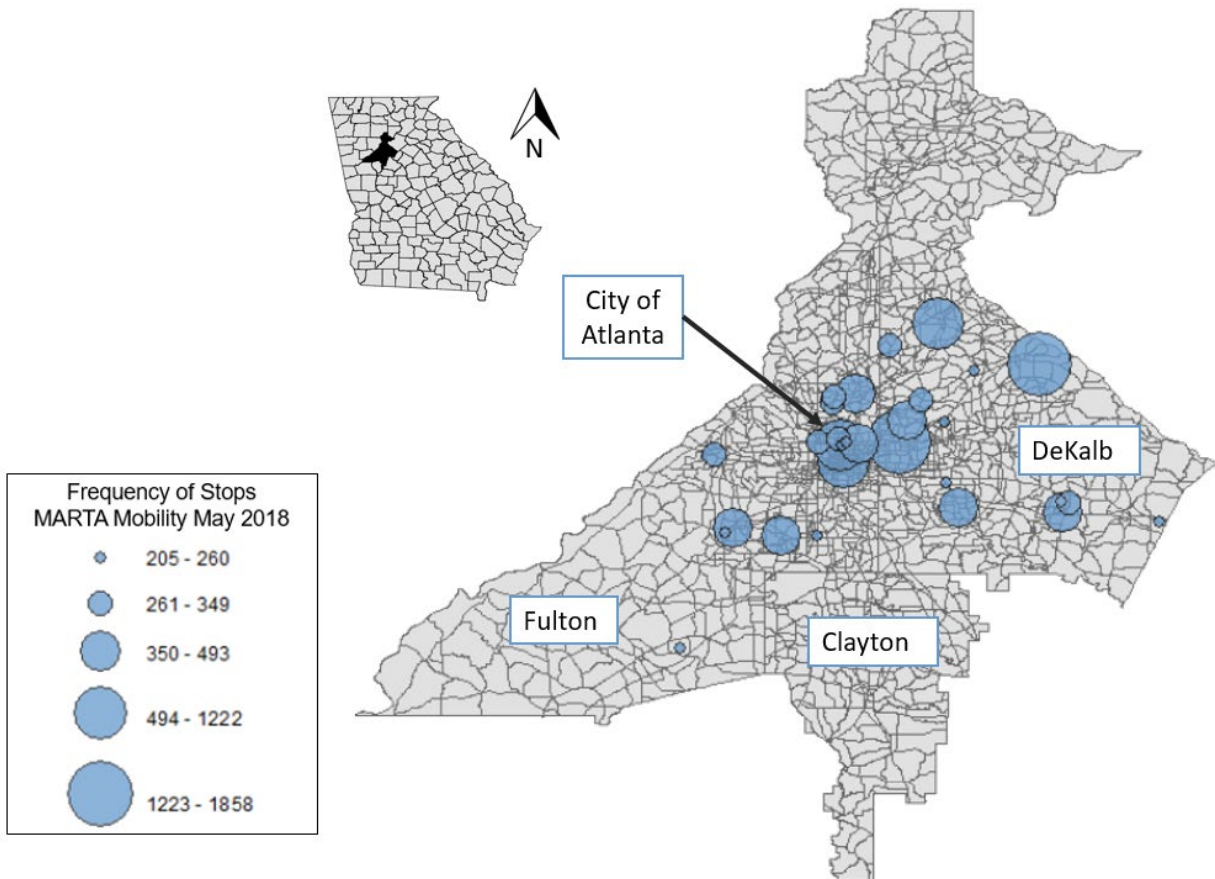 N
City of
Atlanta
DeKalb
Frequency of Stops
MARTA Mobility May 2018
205 - 260
261 - 349
350 - 493
494 - 1222
1223 - 1858
Fulton
Clayton